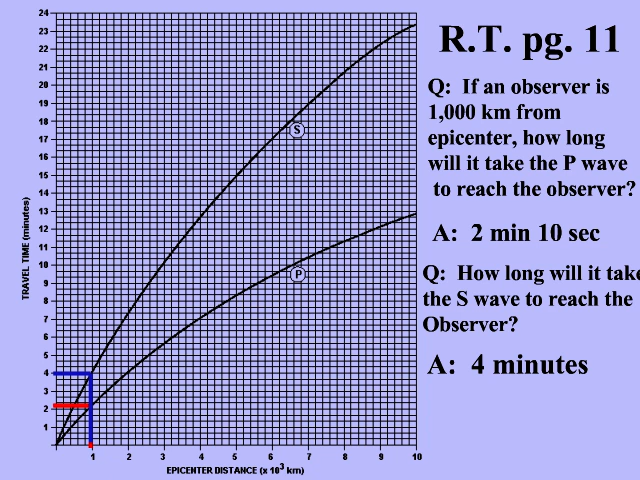 R.T. pg. 11
Q: If an observer is
1,000 km from
epicenter, how long
will it take the P wave
to reach the observer?
A: 2 min 10 sec
Q: How long will it take
the S wave to reach the
Observer?
A: 4 minutes
TRAVEL TIME (minutes)
24
23
22
21
20
19
18
17
16
15
14
13
12
11
10
9
8
7
6
5
4
3
2
1
S
P
1 2 3 4 5 6 7 8 9 10
EPICENTER DISTANCE (x 10³ km)